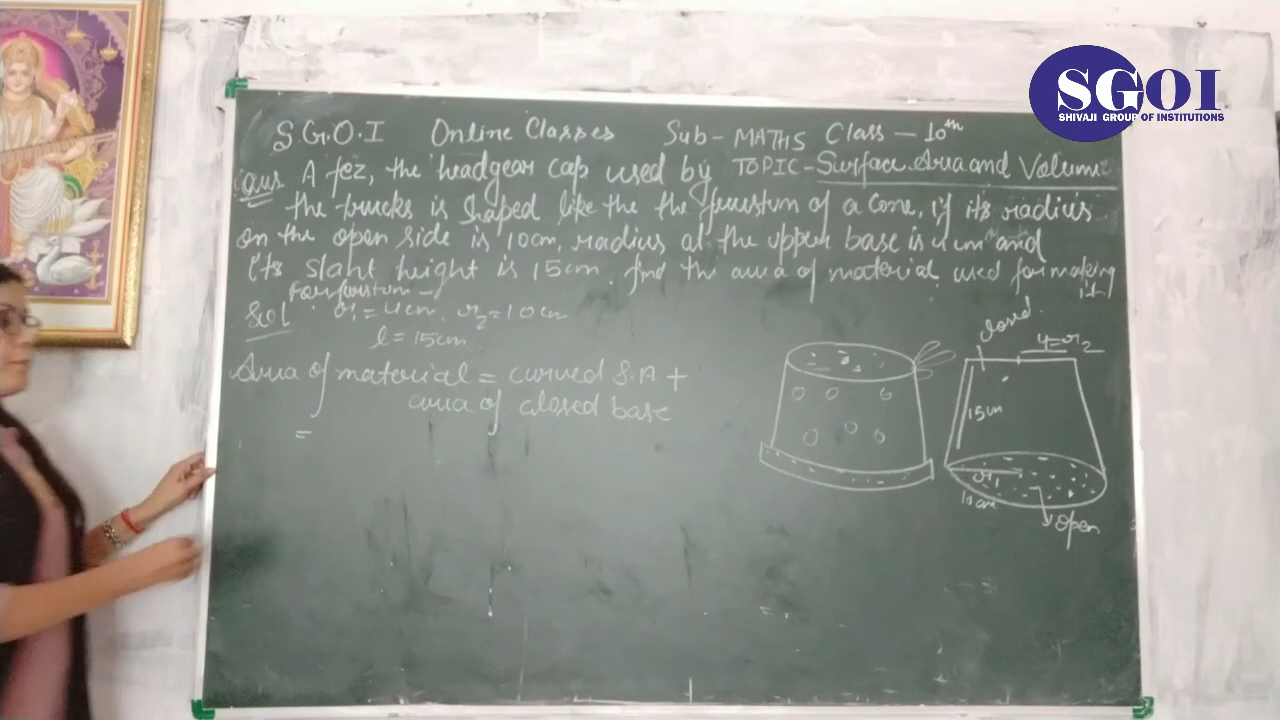 SGOI
SHIVAJI GROUP OF INSTITUTIONS
S.G.O.I Online Classes Sub- MATHS Class - 10th
TOPIC- Surface Area and Volume
Ques A fez, the headgear cap used by
the trucks is shaped like the the frustum of a cone, if its radius
on the open side is 10cm, radius at the upper base is 4cm and
its slant height is 15cm. find the area of material used for making
it
For frustum -
Sol r1 = 4cm, r2 = 10cm
l = 15cm
Area of material = curved S.A +
area of closed base
=
closed
4=r2
15cm
r1
10cm
open